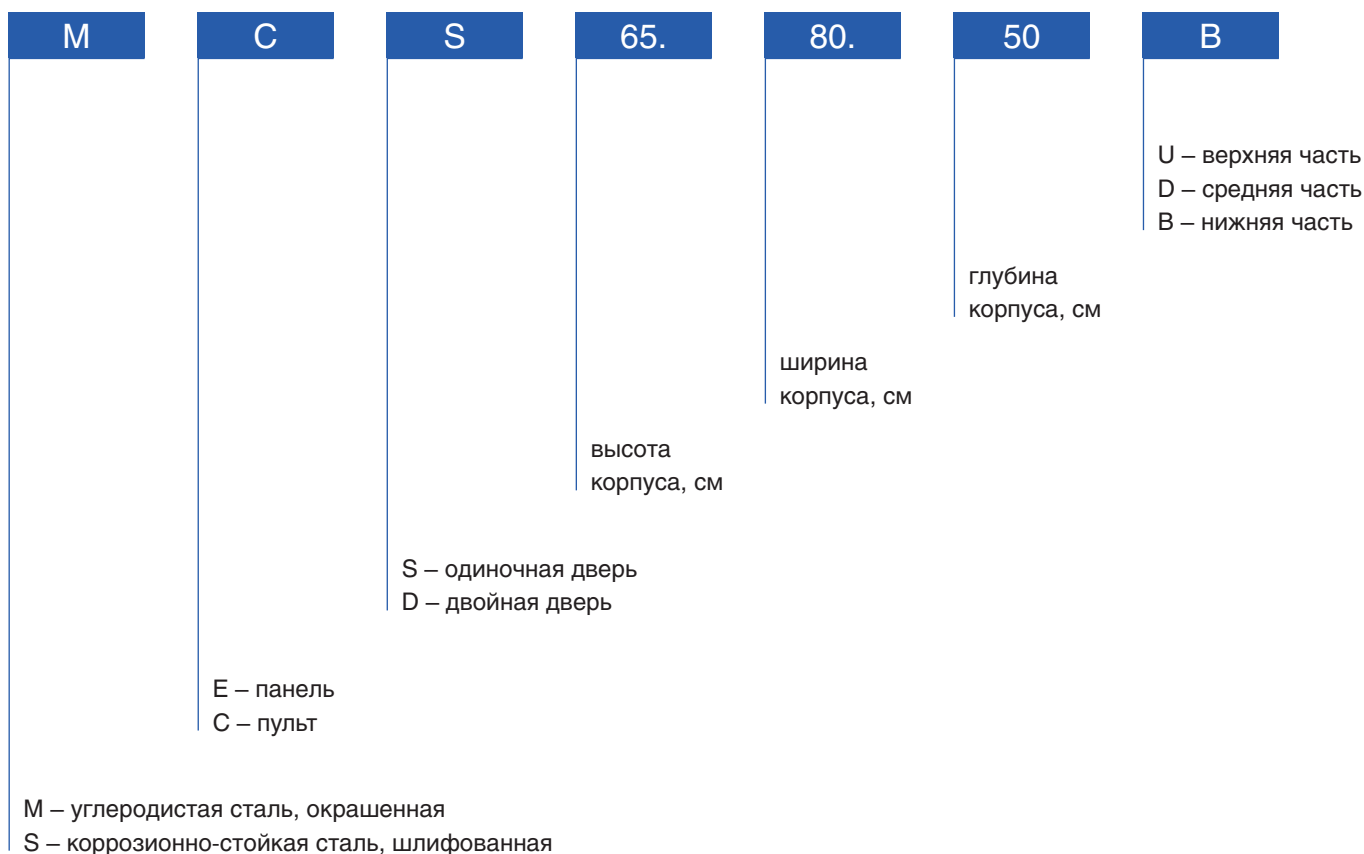 M C S 65. 80. 50 B
U – верхняя часть
D – средняя часть
B – нижняя часть
глубина
корпуса, см
ширина
корпуса, см
высота
корпуса, см
S – одиночная дверь
D – двойная дверь
E – панель
C – пульт
M – углеродистая сталь, окрашенная
S – коррозионно-стойкая сталь, шлифованная